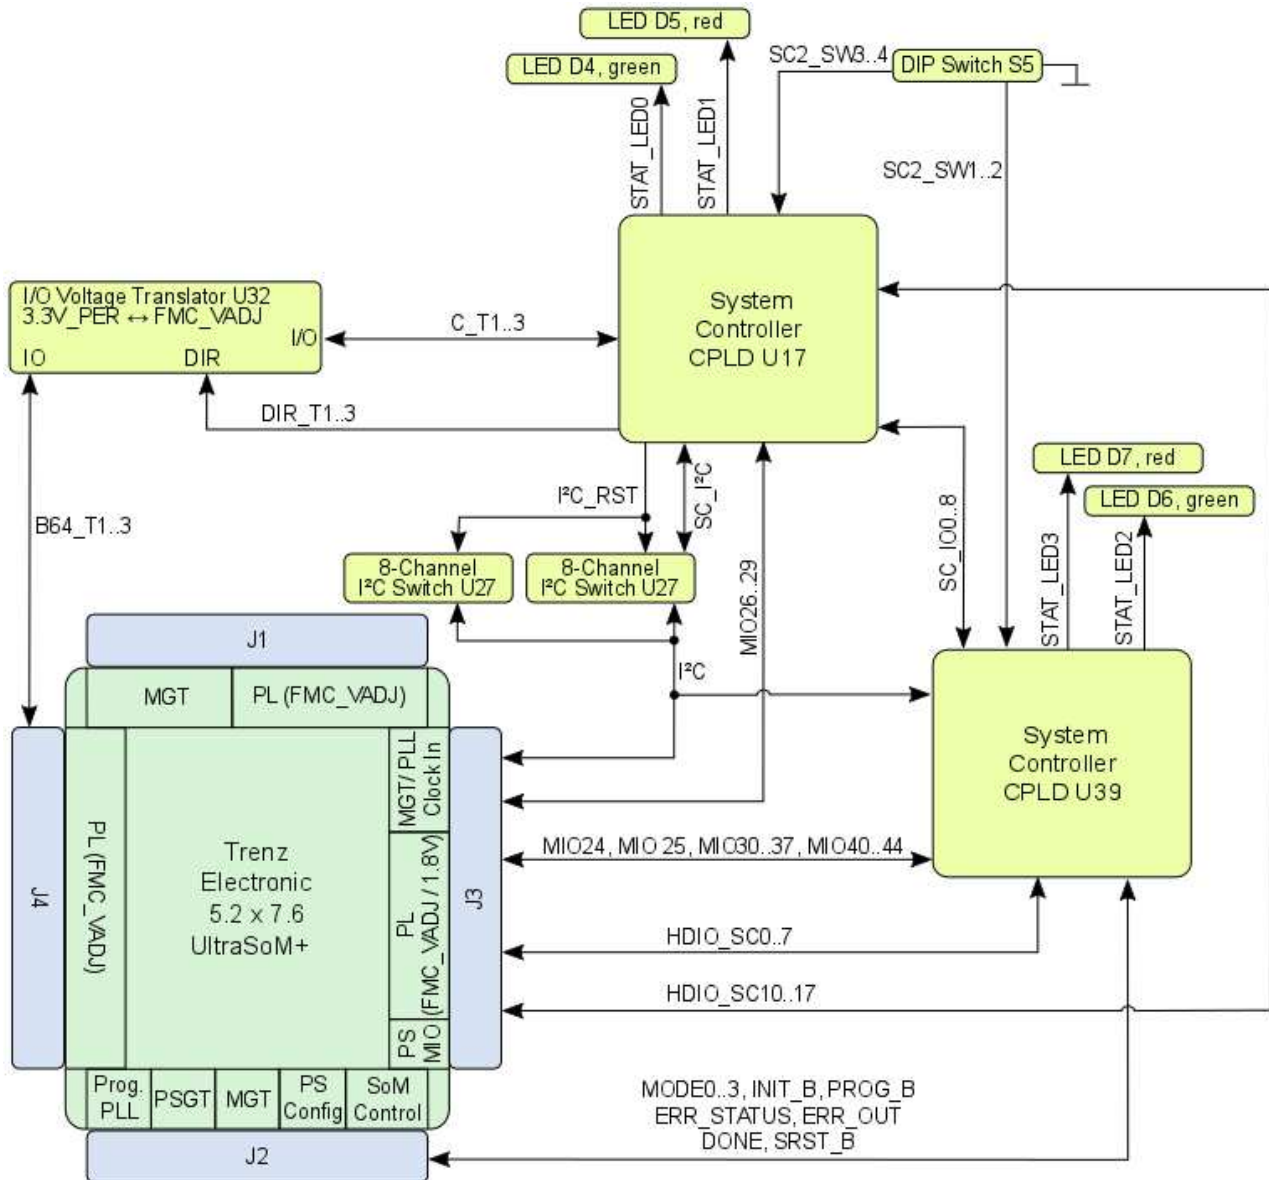 LED D5, red
LED D4, green
SC2_SW3..4
DIP Switch S5
STAT_LED0
STAT_LED1
SC2_SW1..2
I/O Voltage Translator U32
3.3V_PER ↔ FMC_VADJ
I/O
IO
DIR
C_T1..3
System
Controller
CPLD U17
DIR_T1..3
LED D7, red
LED D6, green
I²C_RST
SC_I²C
B64_T1..3
8-Channel
I²C Switch U27
8-Channel
I²C Switch U27
MIO26..29
SC_IO0..8
STAT_LED3
STAT_LED2
J1
I²C
MGT
PL (FMC_VADJ)
System
Controller
CPLD U39
MGT/ PLL
Clock In
J4
PL (FMC_VADJ)
Trenz
Electronic
5.2 x 7.6
UltraSoM+
PL
(FMC_VADJ / 1.8V)
J3
MIO24, MIO 25, MIO30..37, MIO40..44
HDIO_SC0..7
HDIO_SC10..17
PS
MIO
Prog.
PLL
PSGT
MGT
PS
Config
SoM
Control
MODE0..3, INIT_B, PROG_B
ERR_STATUS, ERR_OUT
DONE, SRST_B
J2